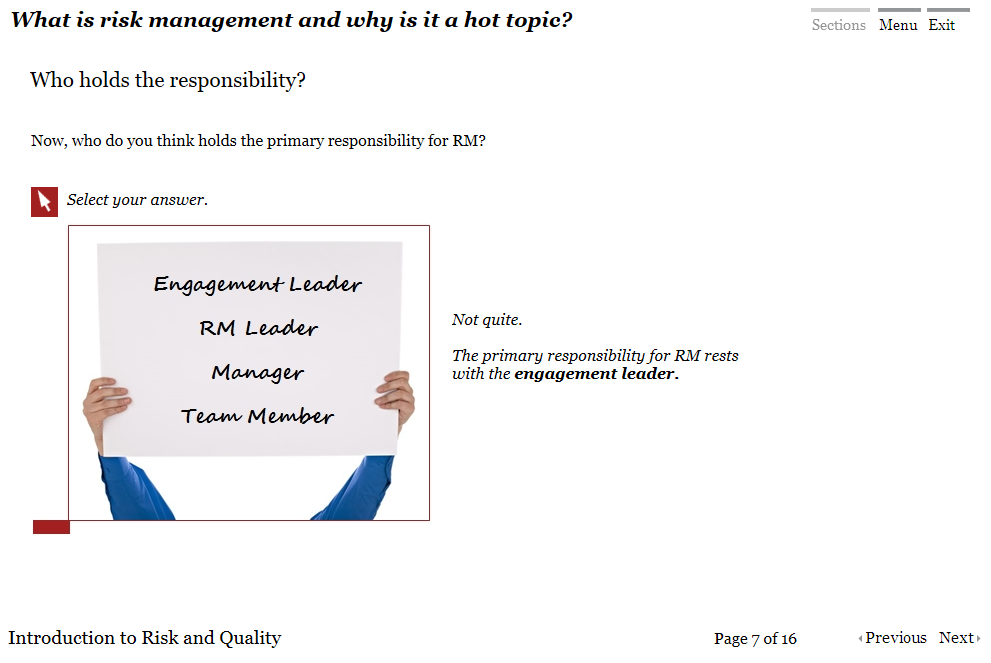 What is risk management and why is it a hot topic?
Sections Menu Exit
Who holds the responsibility?
Now, who do you think holds the primary responsibility for RM?
Select your answer.
Engagement Leader
RM Leader
Manager
Team Member
Not quite.
The primary responsibility for RM rests
with the engagement leader.
Introduction to Risk and Quality
Page 7 of 16
Previous Next